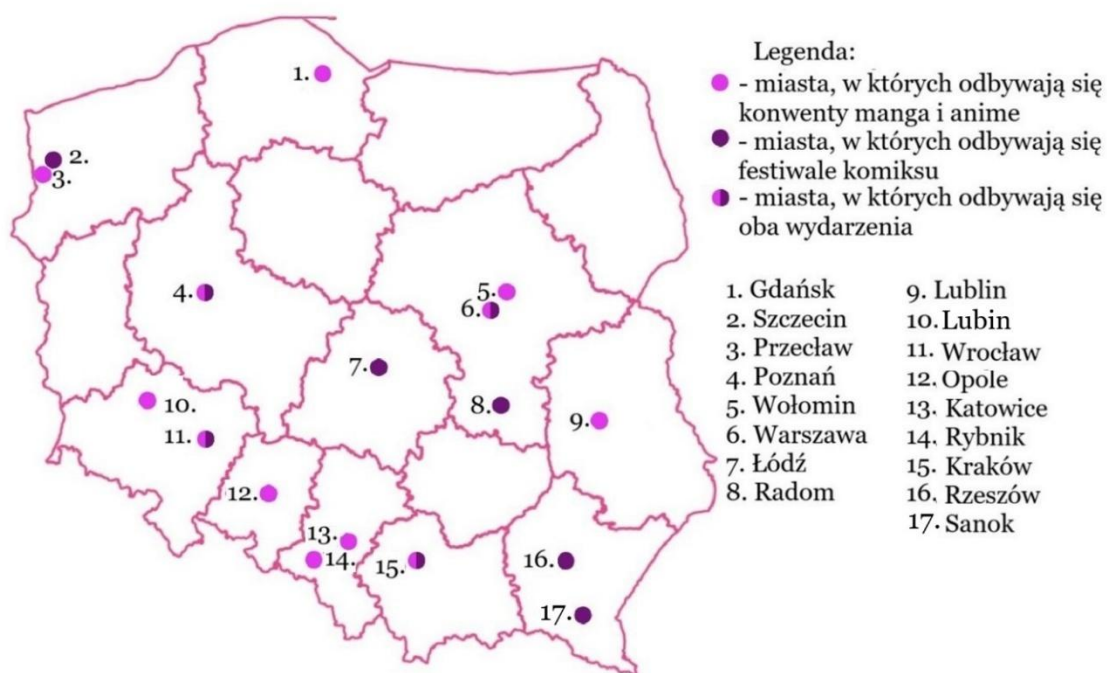 Legenda:
- miasta, w których odbywają się
konwenty manga i anime
- miasta, w których odbywają się
festiwale komiksu
- miasta, w których odbywają się
oba wydarzenia
1. Gdańsk
2. Szczecin
3. Przecław
4. Poznań
5. Wołomin
6. Warszawa
7. Łódź
8. Radom
9. Lublin
10. Lubin
11. Wrocław
12. Opole
13. Katowice
14. Rybnik
15. Kraków
16. Rzeszów
17. Sanok
1.
2.
3.
4.
5.
6.
7.
8.
9.
10.
11.
12.
13.
14.
15.
16.
17.